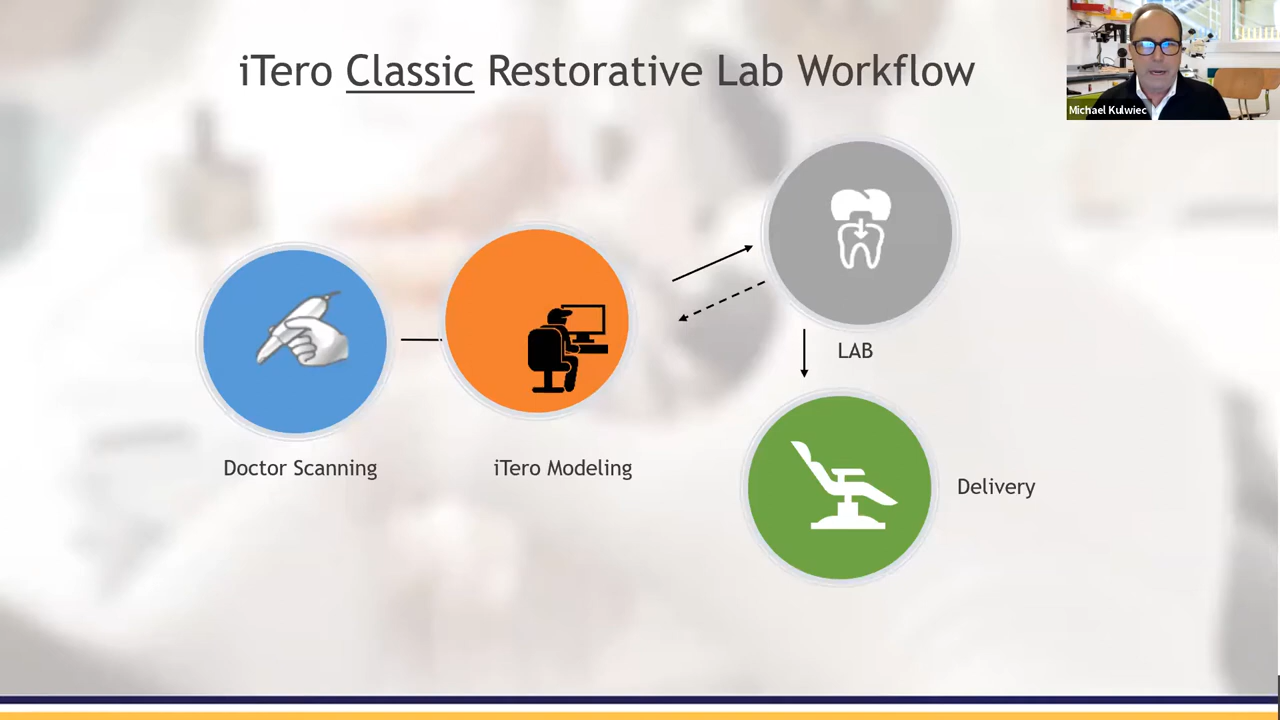 iTero Classic Restorative Lab Workflow
Michael Kulwiec
LAB
Doctor Scanning
iTero Modeling
Delivery